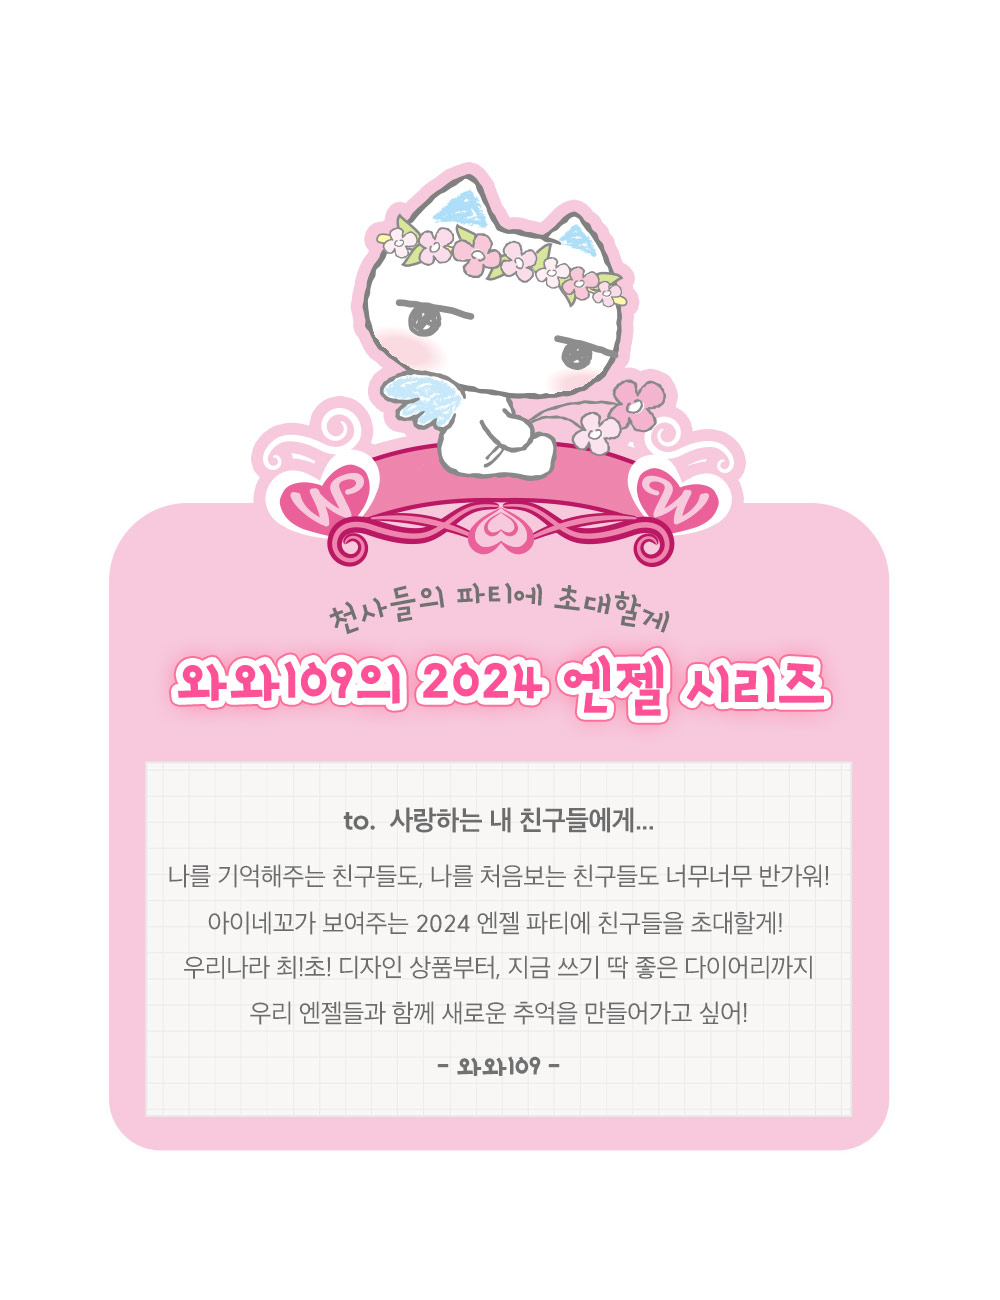 W W
천사들의 파티에 초대할게
와와109의 2024 엔젤 시리즈
to. 사랑하는 내 친구들에게...
나를 기억해주는 친구들도, 나를 처음보는 친구들도 너무너무 반가워!
아이네꼬가 보여주는 2024 엔젤 파티에 친구들을 초대할게!
우리나라 최!초! 디자인 상품부터, 지금 쓰기 딱 좋은 다이어리까지
우리 엔젤들과 함께 새로운 추억을 만들어가고 싶어!
- 와와109 -